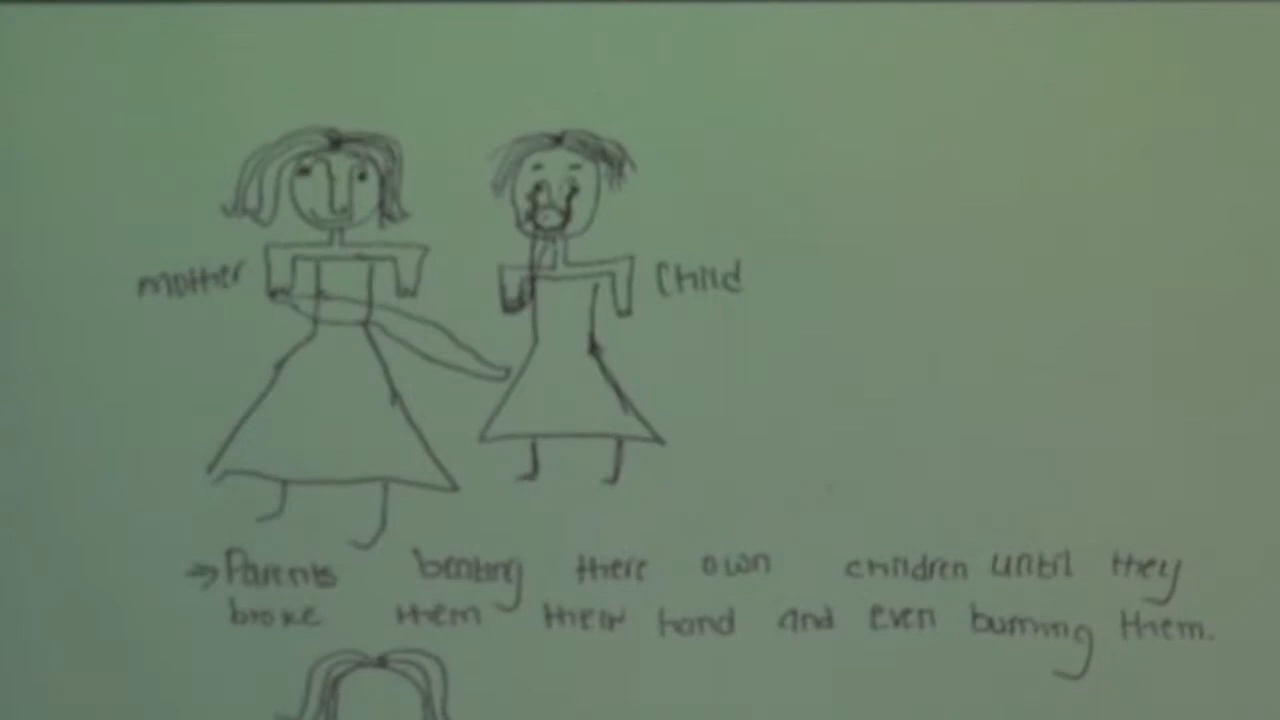 mother
Child
→ Parents beating there own children until they
broke them their hand and even burning them.